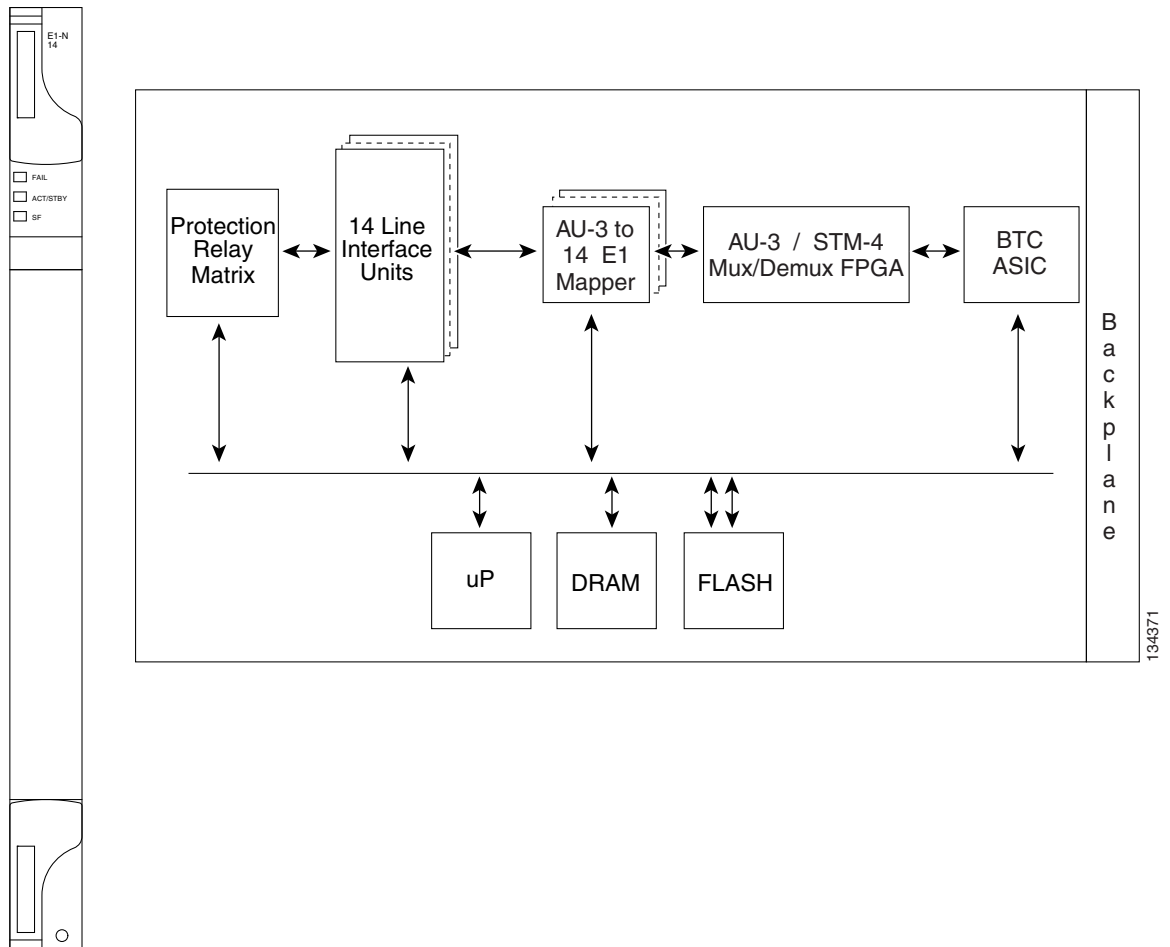 E1-N
14
FAIL
ACT/STBY
SF
Protection
Relay
Matrix
14 Line
Interface
Units
AU-3 to
14 E1
Mapper
AU-3 / STM-4
Mux/Demux FPGA
BTC
ASIC
Backplane
uP
DRAM
FLASH
134371